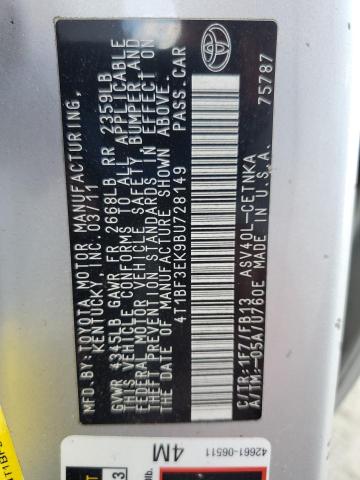 MFD. BY: TOYOTA MOTOR MANUFACTURING,
KENTUCKY, INC. 03/11
GVWR 4345LB GAWR FR 2668LB RR 2359LB
THIS VEHICLE CONFORMS TO ALL APPLICABLE
FEDERAL MOTOR VEHICLE SAFETY, BUMPER, AND
THEFT PREVENTION STANDARDS IN EFFECT ON
THE DATE OF MANUFACTURE SHOWN ABOVE.
4T1BF3EK9BU728149 PASS.CAR
TOYOTA
C/TR:1F7/FB13 ASV40L-CETNKA
A/TM:-05A/U760E MADE IN U.S.A. 75787
42661-06511
4M